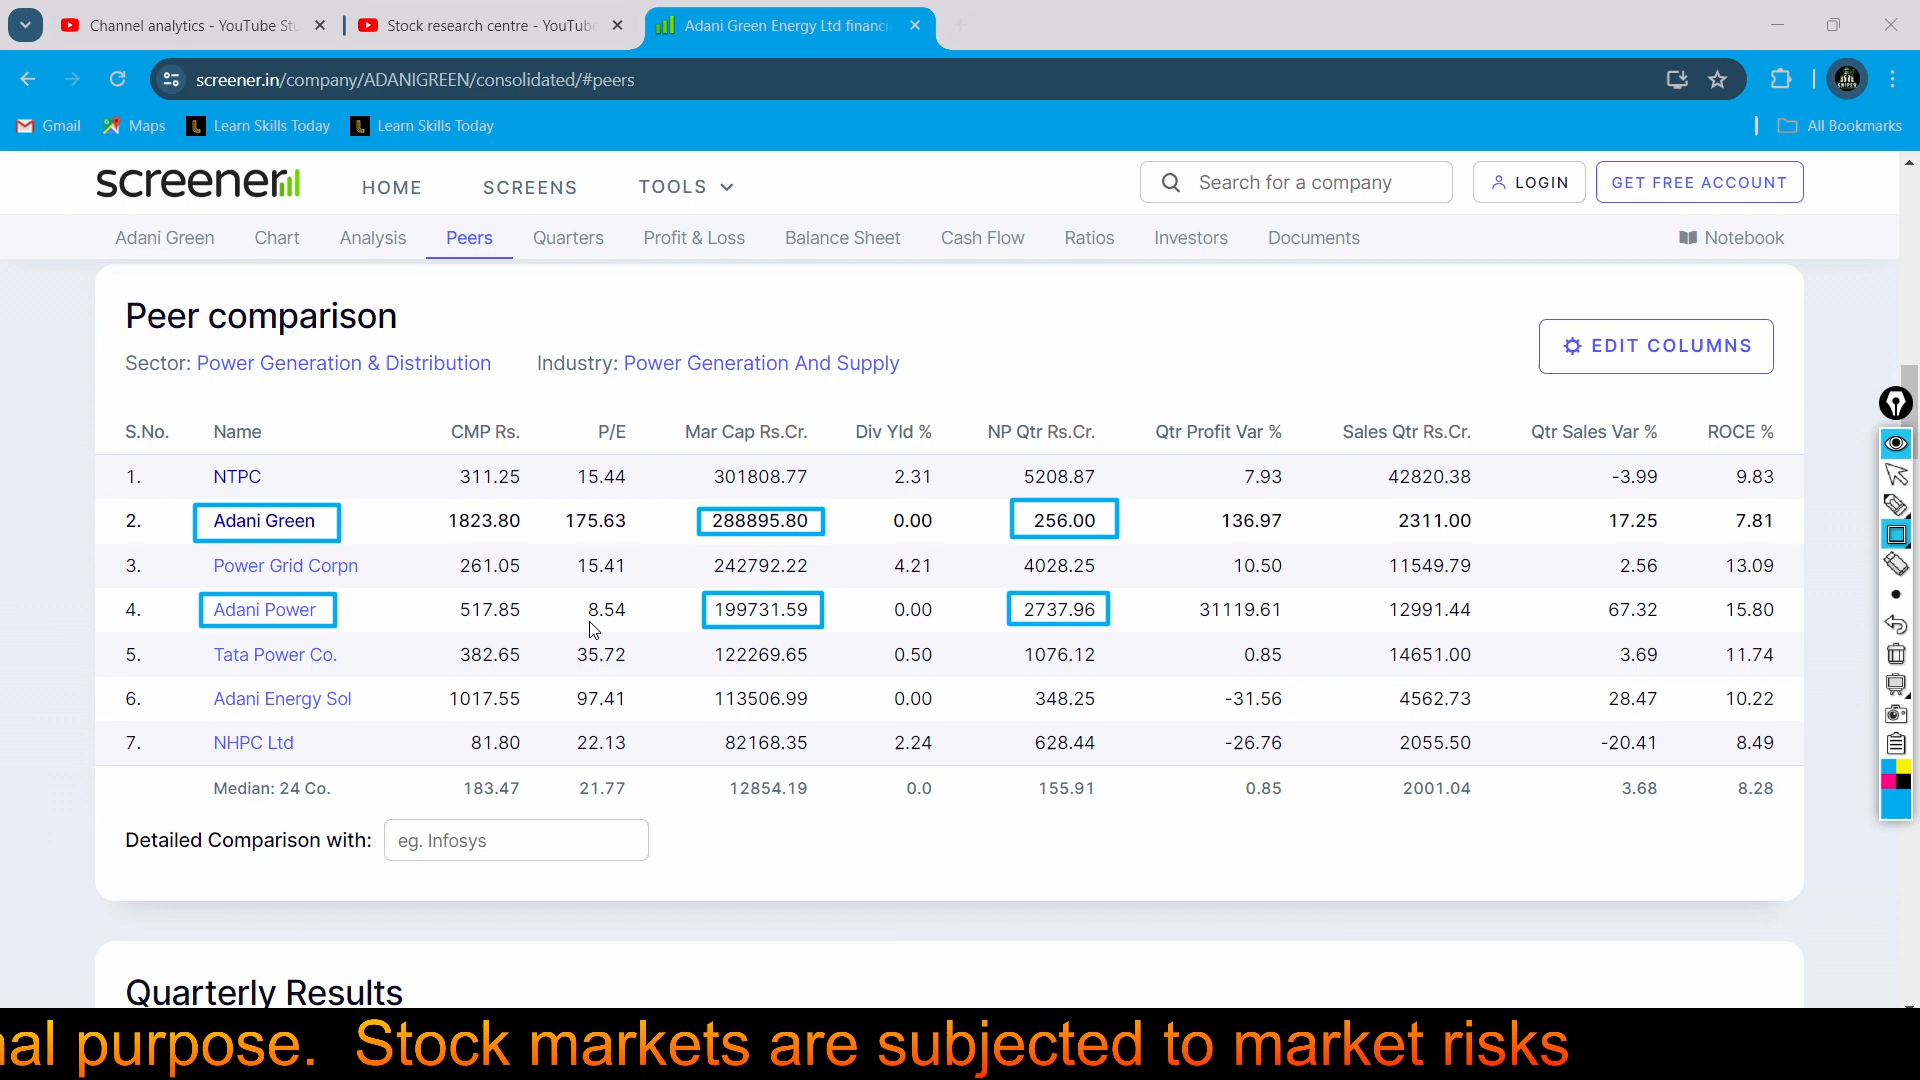 Channel analytics - YouTube Stu
Stock research centre - YouTube
Adani Green Energy Ltd financi
screener.in/company/ADANIGREEN/consolidated/#peers
Gmail Maps Learn Skills Today Learn Skills Today All Bookmarks
screener HOME SCREENS TOOLS Search for a company LOGIN GET FREE ACCOUNT
Adani Green Chart Analysis Peers Quarters Profit & Loss Balance Sheet Cash Flow Ratios Investors Documents Notebook
Peer comparison
EDIT COLUMNS
Sector: Power Generation & Distribution Industry: Power Generation And Supply
S.No. Name CMP Rs. P/E Mar Cap Rs.Cr. Div Yld % NP Qtr Rs.Cr. Qtr Profit Var % Sales Qtr Rs.Cr. Qtr Sales Var % ROCE %
1. NTPC 311.25 15.44 301808.77 2.31 5208.87 7.93 42820.38 -3.99 9.83
2. Adani Green 1823.80 175.63 288895.80 0.00 256.00 136.97 2311.00 17.25 7.81
3. Power Grid Corpn 261.05 15.41 242792.22 4.21 4028.25 10.50 11549.79 2.56 13.09
4. Adani Power 517.85 8.54 199731.59 0.00 2737.96 31119.61 12991.44 67.32 15.80
5. Tata Power Co. 382.65 35.72 122269.65 0.50 1076.12 0.85 14651.00 3.69 11.74
6. Adani Energy Sol 1017.55 97.41 113506.99 0.00 348.25 -31.56 4562.73 28.47 10.22
7. NHPC Ltd 81.80 22.13 82168.35 2.24 628.44 -26.76 2055.50 -20.41 8.49
Median: 24 Co. 183.47 21.77 12854.19 0.0 155.91 0.85 2001.04 3.68 8.28
Detailed Comparison with: eg. Infosys
Quarterly Results
nal purpose. Stock markets are subjected to market risks